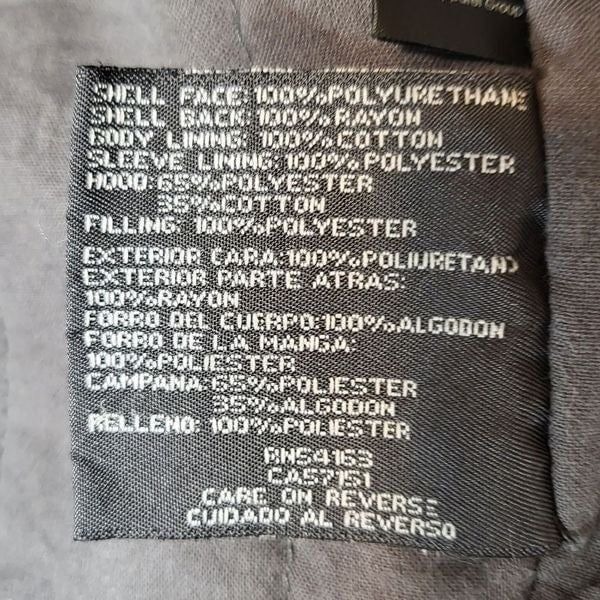 Apparel Group
SHELL FACE: 100% POLYURETHANE
SHELL BACK: 100% RAYON
BODY LINING: 100% COTTON
SLEEVE LINING: 100% POLYESTER
HOOD: 65% POLYESTER
35% COTTON
FILLING: 100% POLYESTER
EXTERIOR CARA: 100% POLIURETANO
EXTERIOR PARTE ATRAS:
100% RAYON
FORRO DEL CUERPO: 100% ALGODON
FORRO DE LA MANGA:
100% POLIESTER
CAMPANA: 65% POLIESTER
35% ALGODON
RELLENO: 100% POLIESTER
RN54163
CA57151
CARE ON REVERSE
CUIDADO AL REVERSO